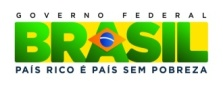 GOVERNO FEDERAL
BRASIL
PAÍS RICO É PAÍS SEM POBREZA